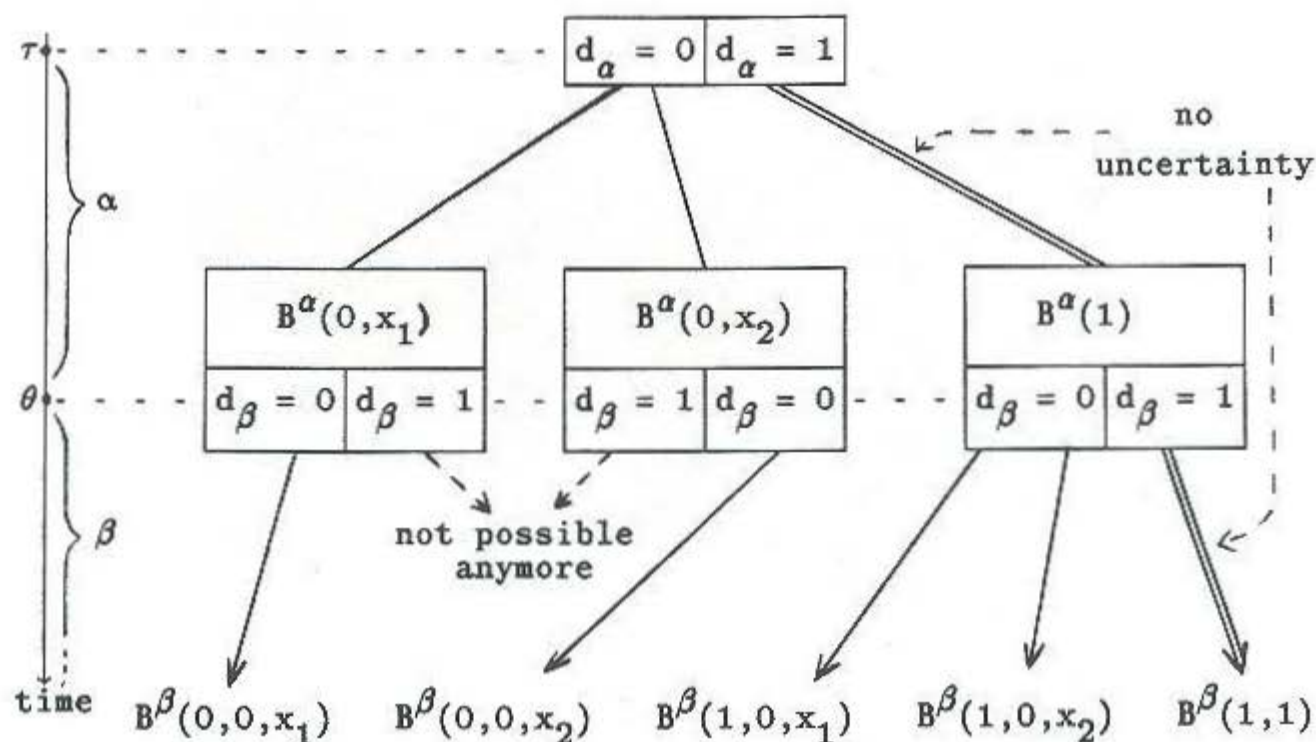 τ
d_α = 0 d_α = 1
no
uncertainty
α
B^α(0,x_1) B^α(0,x_2) B^α(1)
θ
d_β = 0 d_β = 1 d_β = 1 d_β = 0 d_β = 0 d_β = 1
not possible
anymore
β
time
B^β(0,0,x_1) B^β(0,0,x_2) B^β(1,0,x_1) B^β(1,0,x_2) B^β(1,1)